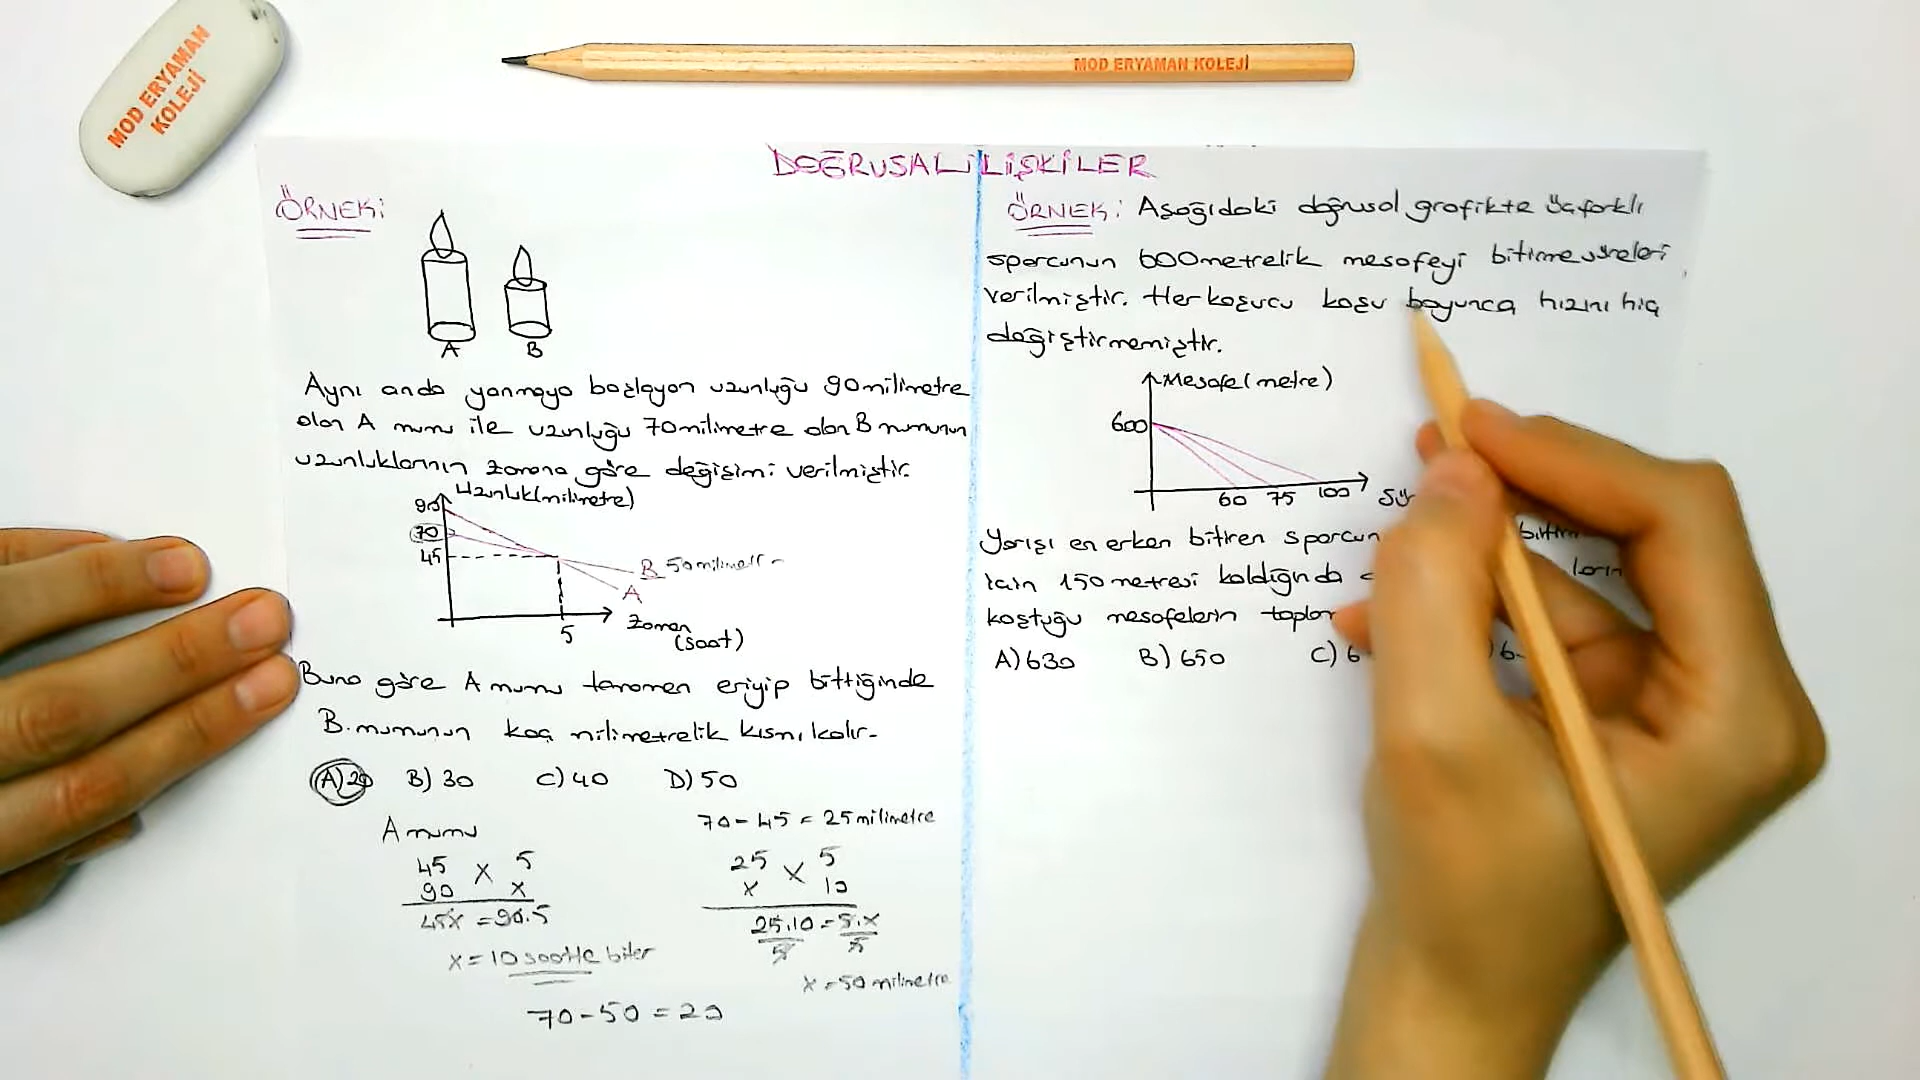 MOD ERYAMAN
KOLEJİ
MOD ERYAMAN KOLEJİ
DOĞRUSAL İLİŞKİLER
ÖRNEK:
A
B
Aynı anda yanmaya başlayan uzunluğu 90 milimetre
olan A mumu ile uzunluğu 70 milimetre olan B mumunun
uzunluklarının zamana göre değişimi verilmiştir.
Uzunluk (milimetre)
90
70
45
B 50 milimetre
A
5
Zaman
(saat)
Buna göre A mumu tamamen eriyip bittiğinde
B mumunun kaç milimetrelik kısmı kalır.
A) 20 B) 30 C) 40 D) 50
A mumu
45 x 5
90 x
45x = 90.5
x = 10 saatte biter
70 - 45 = 25 milimetre
25 x 5
x 10
25.10 = 5.x
5 5
x = 50 milimetre
70 - 50 = 20
ÖRNEK: Aşağıdaki doğrusal grafikte üç farklı
sporcunun 600 metrelik mesafeyi bitirme süreleri
verilmiştir. Her koşucu koşu boyunca hızını hiç
değiştirmemiştir.
Mesafe (metre)
600
60 75 100
Yarışı en erken bitiren
için 150 metresi kaldığında
koştuğu mesafelerin
A) 630 B) 650 C) 6